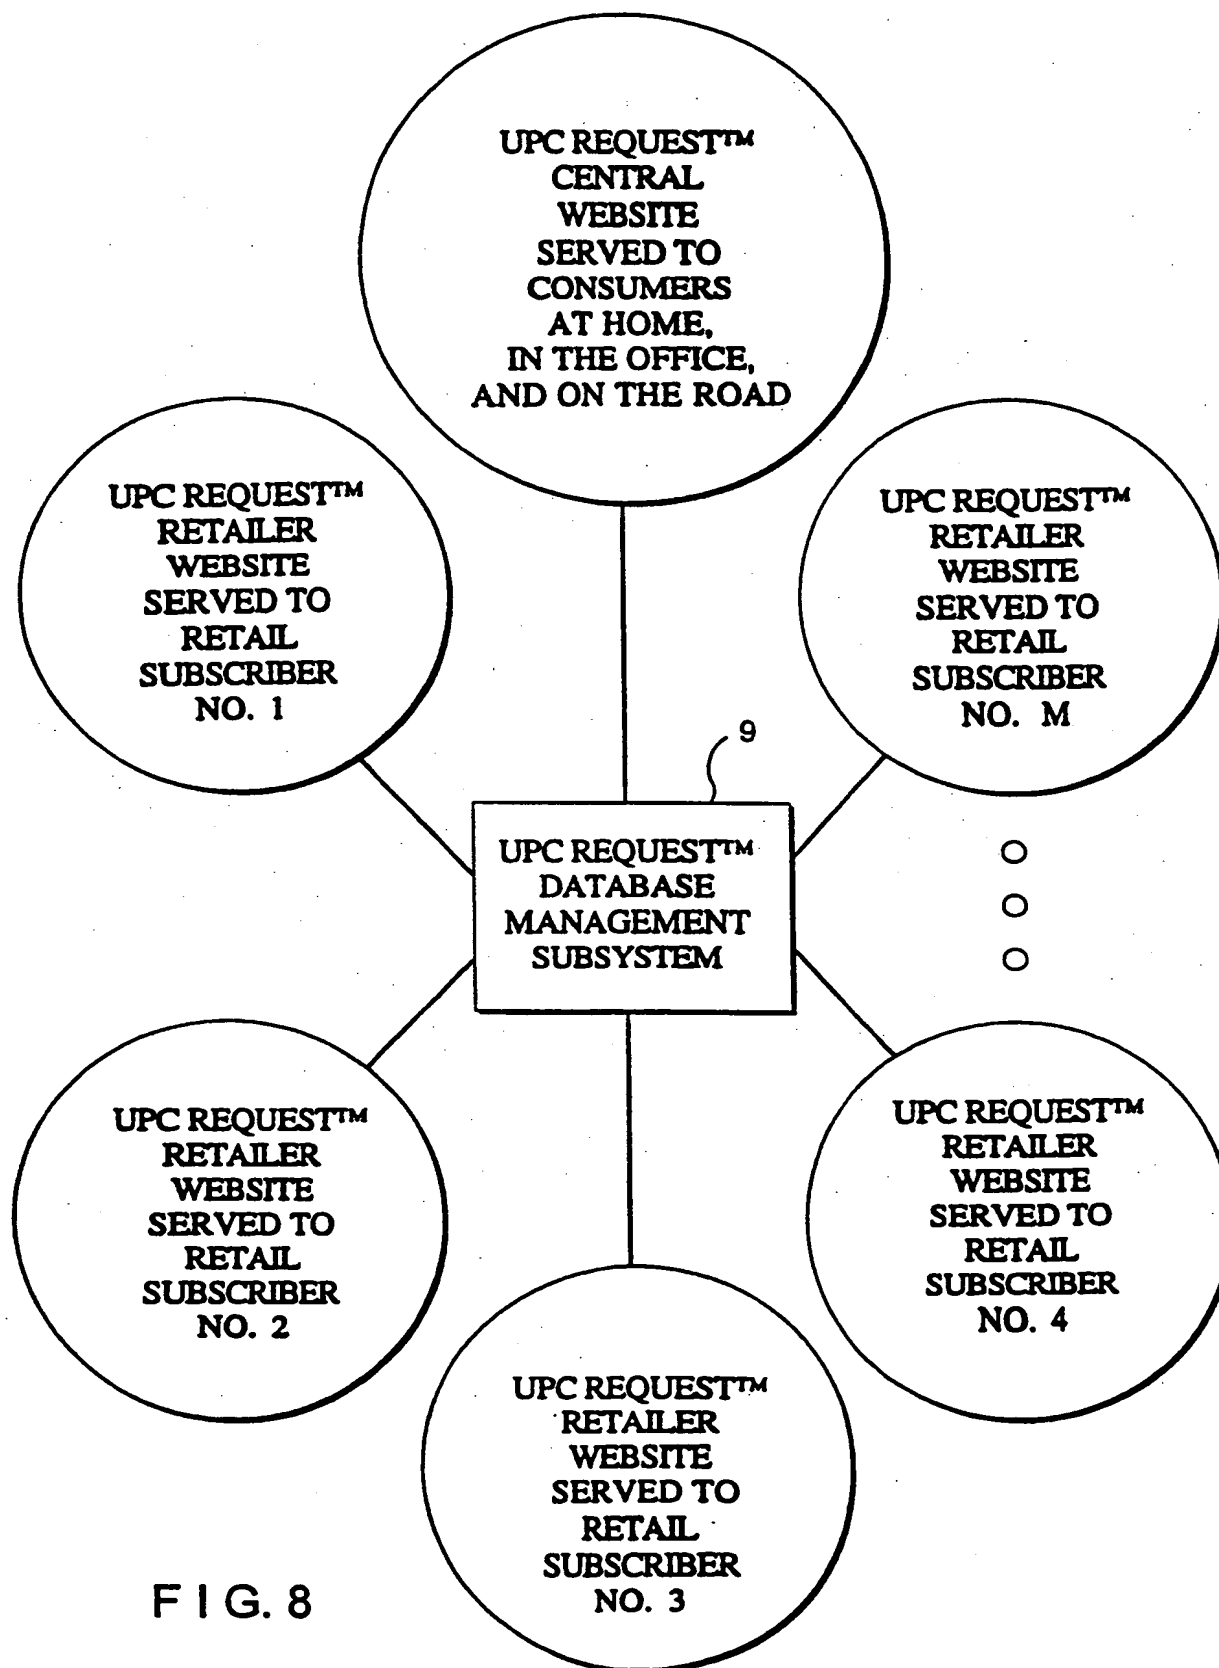 UPC REQUEST™
CENTRAL
WEBSITE
SERVED TO
CONSUMERS
AT HOME,
IN THE OFFICE,
AND ON THE ROAD
UPC REQUEST™
RETAILER
WEBSITE
SERVED TO
RETAIL
SUBSCRIBER
NO. 1
UPC REQUEST™
RETAILER
WEBSITE
SERVED TO
RETAIL
SUBSCRIBER
NO. M
9
UPC REQUEST™
DATABASE
MANAGEMENT
SUBSYSTEM
UPC REQUEST™
RETAILER
WEBSITE
SERVED TO
RETAIL
SUBSCRIBER
NO. 2
UPC REQUEST™
RETAILER
WEBSITE
SERVED TO
RETAIL
SUBSCRIBER
NO. 4
UPC REQUEST™
RETAILER
WEBSITE
SERVED TO
RETAIL
SUBSCRIBER
NO. 3
FIG. 8